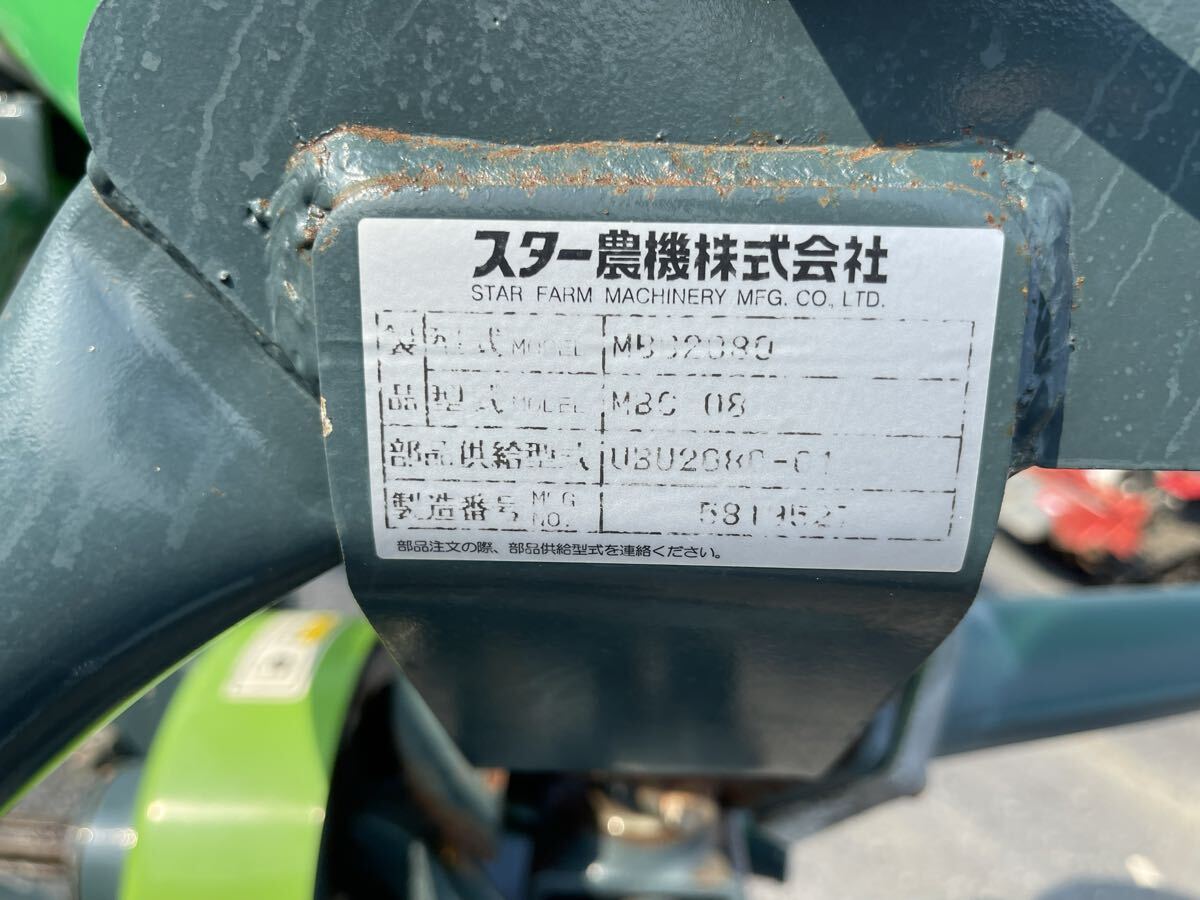 スター農機株式会社
STAR FARM MACHINERY MFG. CO., LTD.
製 型式 MODEL
品 型式 MODEL MBC 08
部品供給型式
製造番号 MFG NO.
部品注文の際、部品供給型式を連絡ください。